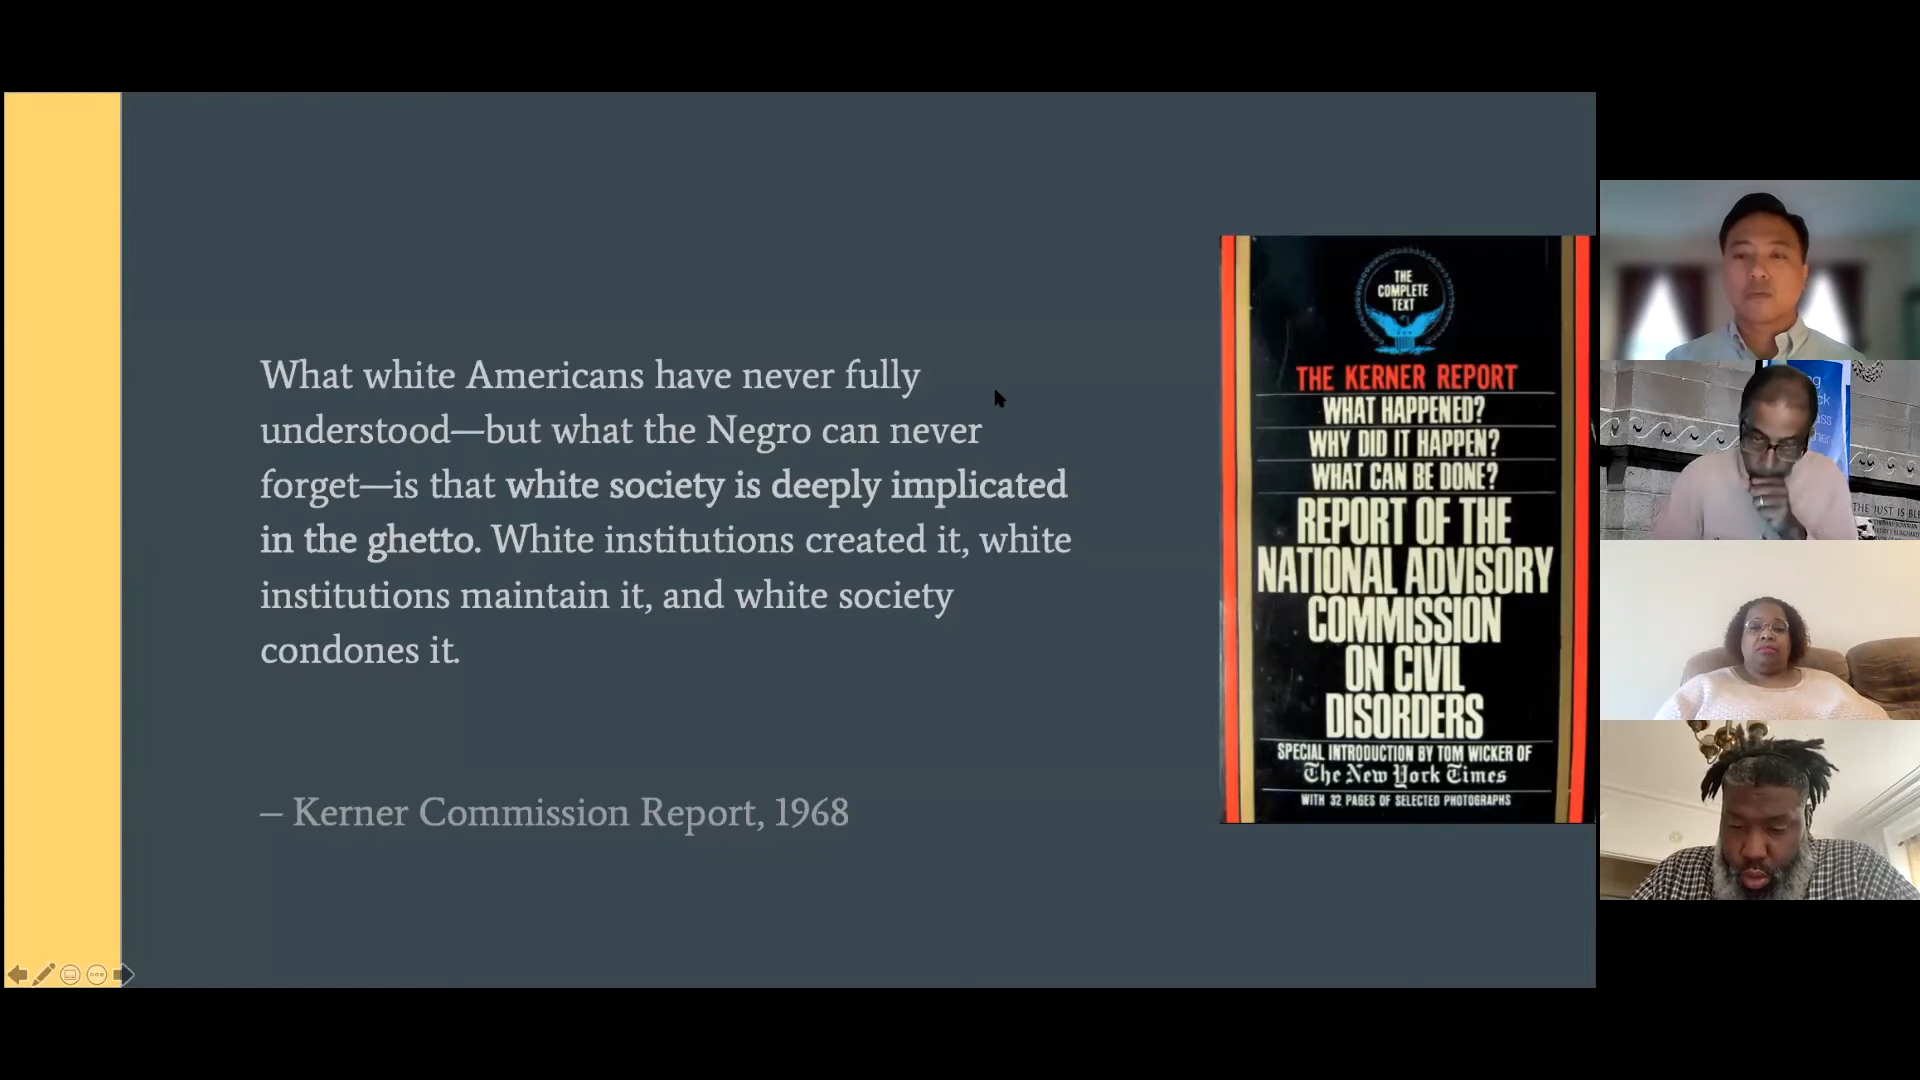 What white Americans have never fully
understood—but what the Negro can never
forget—is that white society is deeply implicated
in the ghetto. White institutions created it, white
institutions maintain it, and white society
condones it.
– Kerner Commission Report, 1968
THE
COMPLETE
TEXT
THE KERNER REPORT
WHAT HAPPENED?
WHY DID IT HAPPEN?
WHAT CAN BE DONE?
REPORT OF THE
NATIONAL ADVISORY
COMMISSION
ON CIVIL
DISORDERS
SPECIAL INTRODUCTION BY TOM WICKER OF
The New York Times
WITH 32 PAGES OF SELECTED PHOTOGRAPHS
THE JUST IS